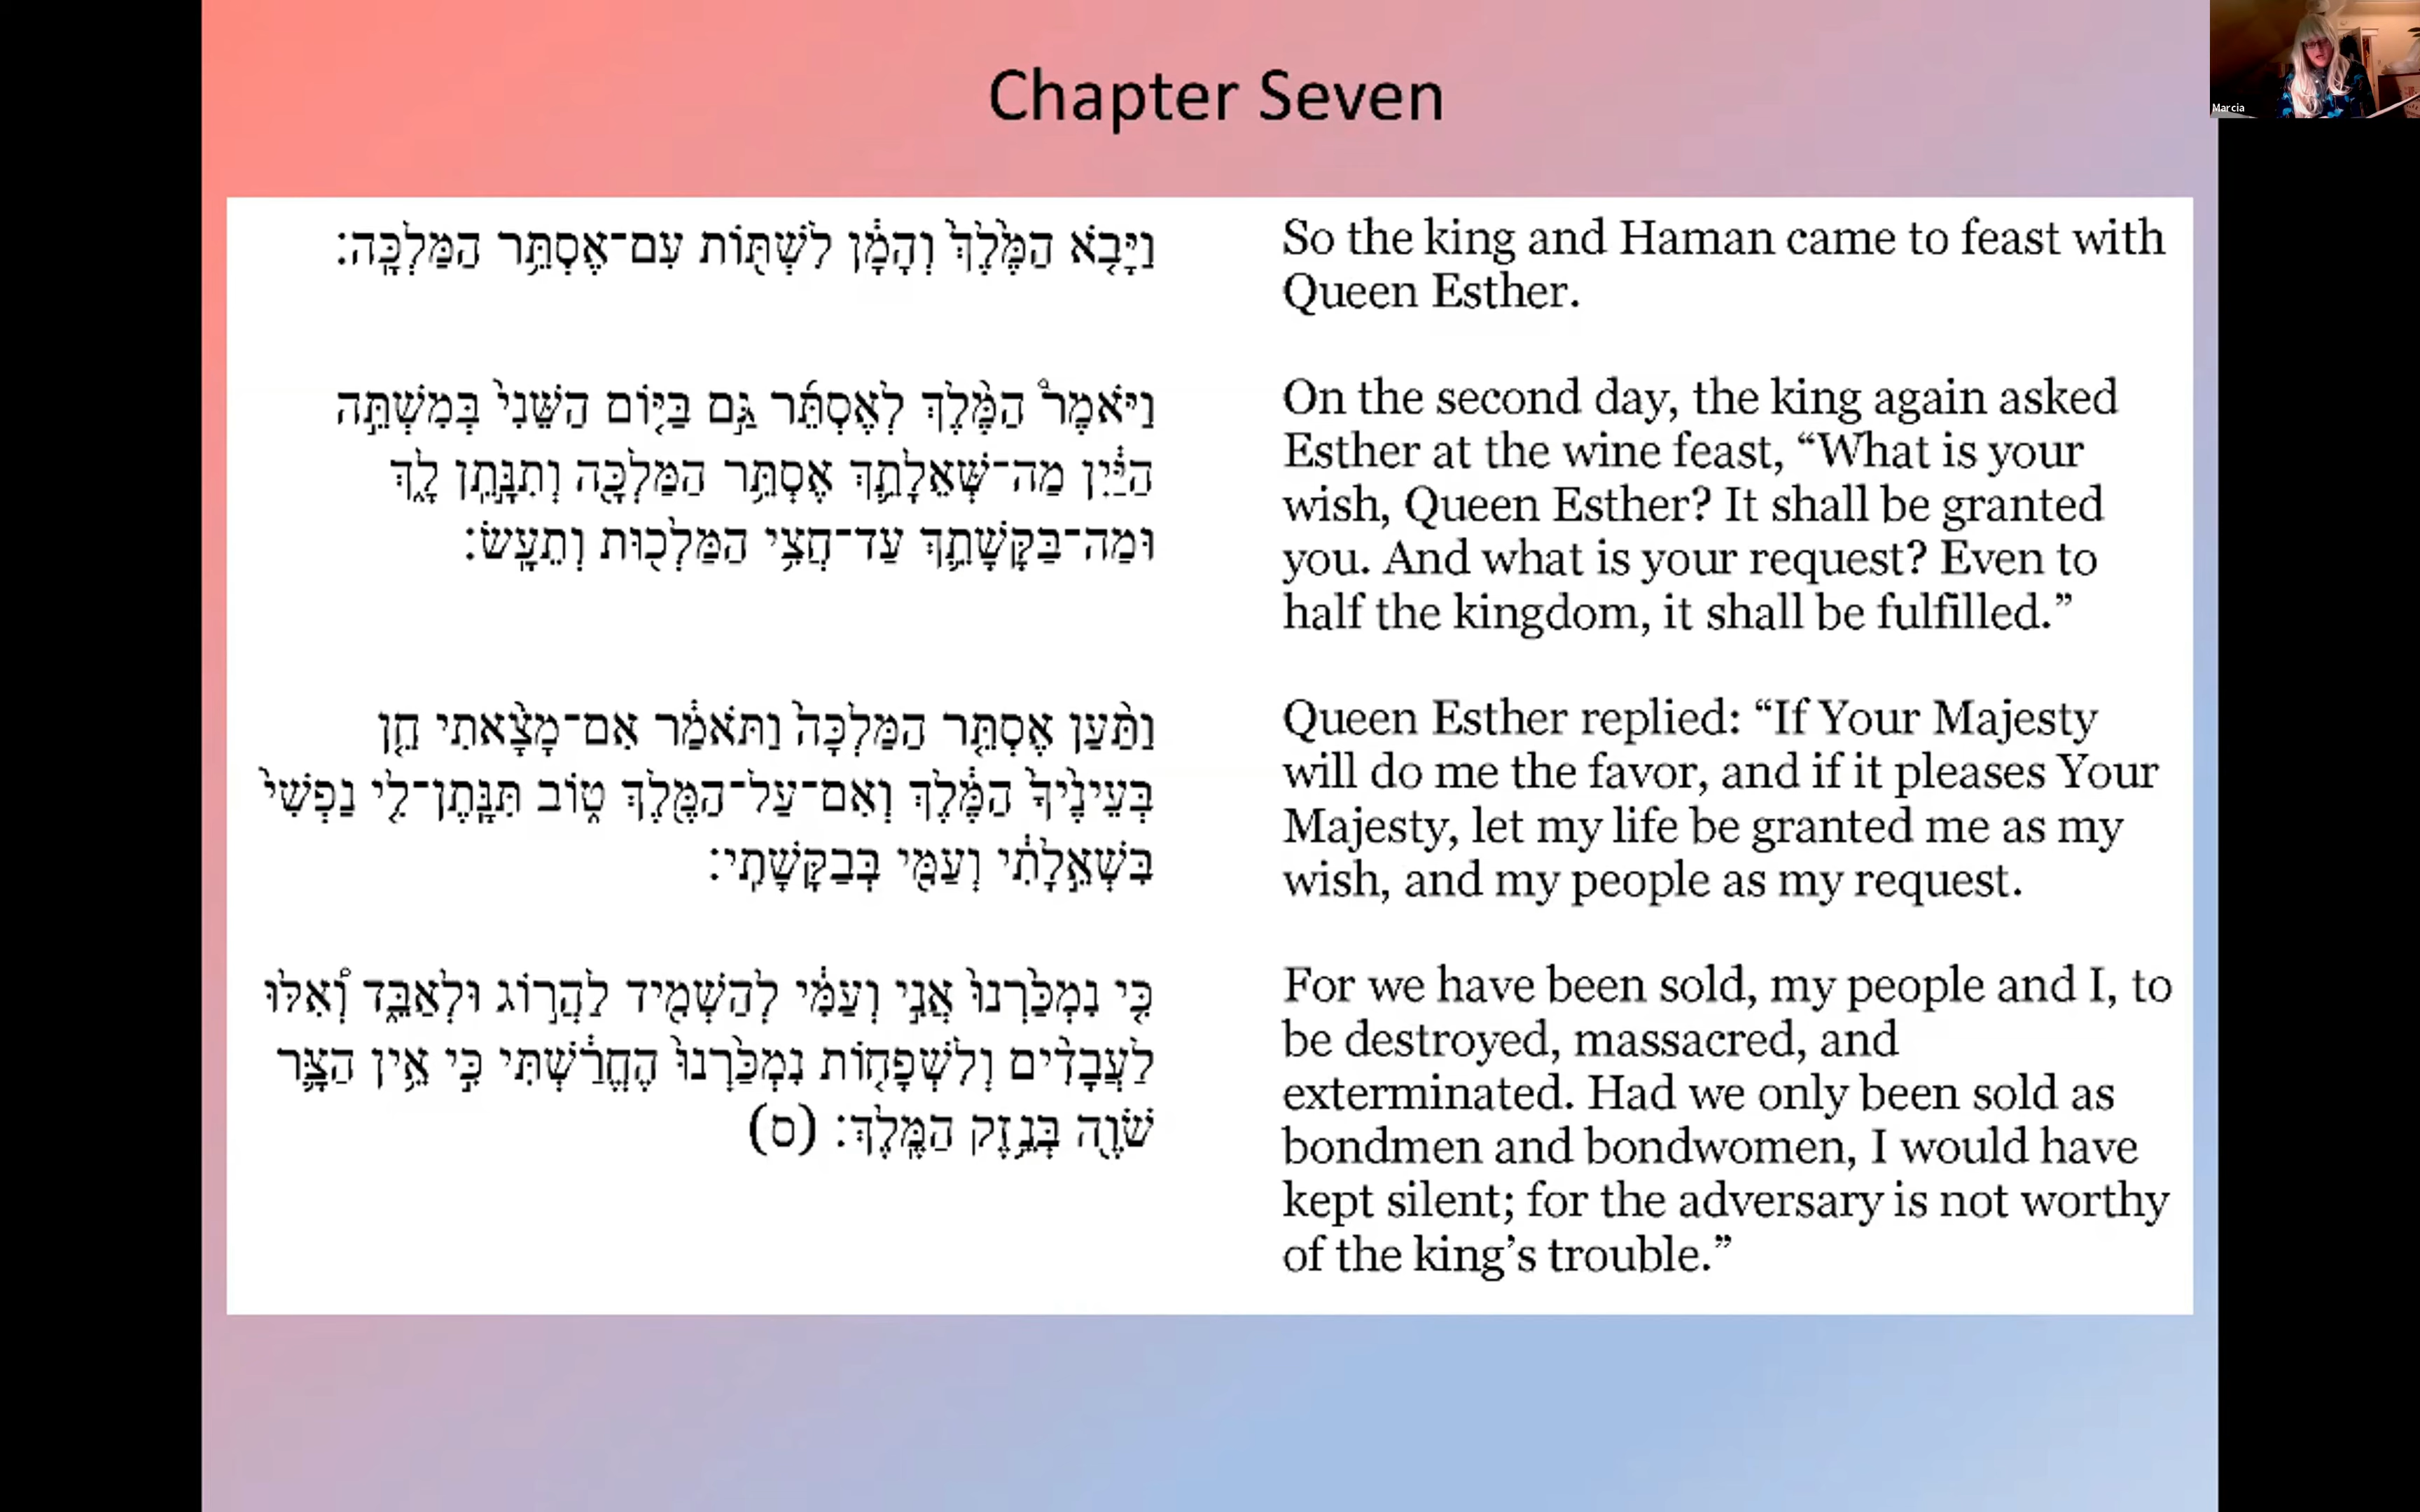 Chapter Seven
וַיָּבֹ֤א הַמֶּ֙לֶךְ֙ וְהָמָ֔ן לִשְׁתּ֖וֹת עִם־אֶסְתֵּ֥ר הַמַּלְכָּֽה׃
So the king and Haman came to feast with
Queen Esther.
וַיֹּאמֶר֩ הַמֶּ֨לֶךְ לְאֶסְתֵּ֜ר גַּ֣ם בַּיּ֤וֹם הַשֵּׁנִי֙ בְּמִשְׁתֵּ֣ה
הַיַּ֔יִן מַה־שְּׁאֵלָתֵ֛ךְ אֶסְתֵּ֥ר הַמַּלְכָּ֖ה וְתִנָּ֣תֵֽן לָ֑ךְ
וּמַה־בַּקָּשָׁתֵ֛ךְ עַד־חֲצִ֥י הַמַּלְכ֖וּת וְתֵעָֽשׂ׃
On the second day, the king again asked
Esther at the wine feast, “What is your
wish, Queen Esther? It shall be granted
you. And what is your request? Even to
half the kingdom, it shall be fulfilled.”
וַתַּ֨עַן אֶסְתֵּ֤ר הַמַּלְכָּה֙ וַתֹּאמַ֔ר אִם־מָצָ֨אתִי חֵ֤ן
בְּעֵינֶ֙יךָ֙ הַמֶּ֔לֶךְ וְאִם־עַל־הַמֶּ֖לֶךְ ט֑וֹב תִּנָּֽתֶן־לִ֤י נַפְשִׁי֙
בִּשְׁאֵ֣לָתִ֔י וְעַמִּ֖י בְּבַקָּשָׁתִֽי׃
Queen Esther replied: “If Your Majesty
will do me the favor, and if it pleases Your
Majesty, let my life be granted me as my
wish, and my people as my request.
כִּ֤י נִמְכַּ֙רְנוּ֙ אֲנִ֣י וְעַמִּ֔י לְהַשְׁמִ֖יד לַהֲר֣וֹג וּלְאַבֵּ֑ד וְ֠אִלּוּ
לַעֲבָדִ֨ים וְלִשְׁפָח֤וֹת נִמְכַּ֙רְנוּ֙ הֶחֱרַ֔שְׁתִּי כִּ֣י אֵ֥ין הַצָּ֛ר
שֹׁוֶ֖ה בְּנֵ֥זֶק הַמֶּֽלֶךְ׃ (ס)
For we have been sold, my people and I, to
be destroyed, massacred, and
exterminated. Had we only been sold as
bondmen and bondwomen, I would have
kept silent; for the adversary is not worthy
of the king’s trouble.”
Marcia